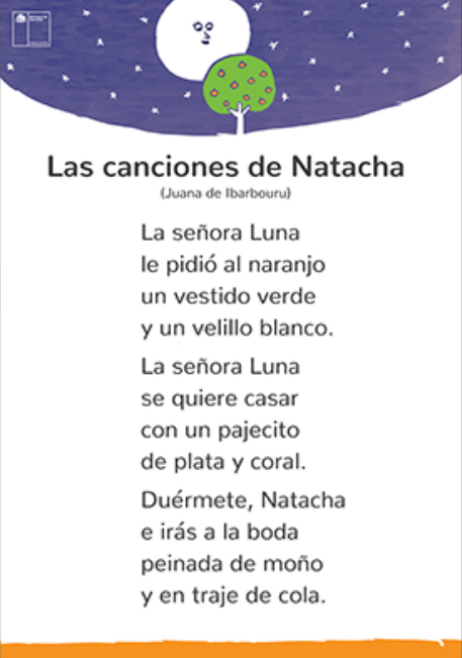 Las canciones de Natacha
(Juana de Ibarbouru)
La señora Luna
le pidió al naranjo
un vestido verde
y un velillo blanco.
La señora Luna
se quiere casar
con un pajecito
de plata y coral.
Duérmete, Natacha
e irás a la boda
peinada de moño
y en traje de cola.